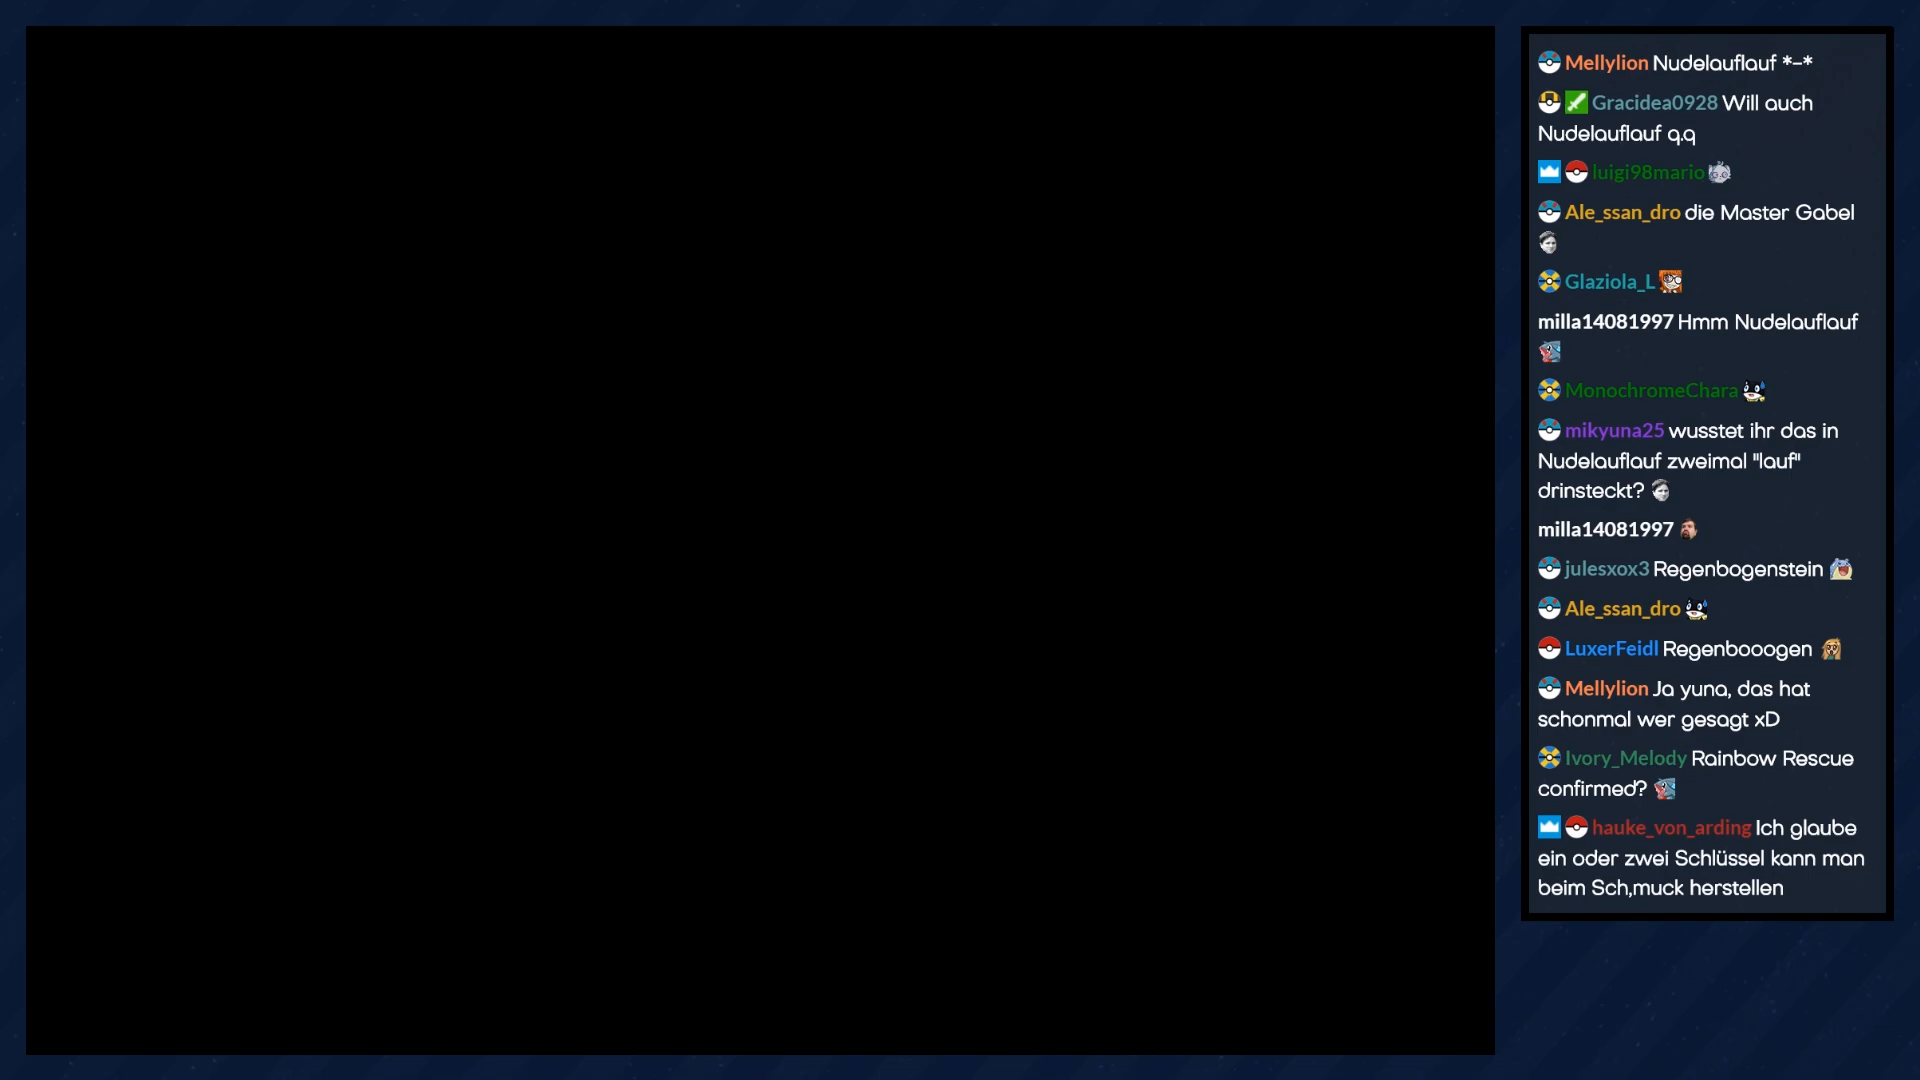 Mellylion Nudelauflauf *-*
Gracidea0928 Will auch
Nudelauflauf q.q
luigi98mario
Ale_ssan_dro die Master Gabel
Glaziola_L
milla14081997 Hmm Nudelauflauf
MonochromeChara
mikyuna25 wusstet ihr das in
Nudelauflauf zweimal "lauf"
drinsteckt?
milla14081997
julesxox3 Regenbogenstein
Ale_ssan_dro
LuxerFeidl Regenbooogen
Mellylion Ja yuna, das hat
schonmal wer gesagt xD
Ivory_Melody Rainbow Rescue
confirmed?
hauke_von_arding Ich glaube
ein oder zwei Schlüssel kann man
beim Sch,muck herstellen